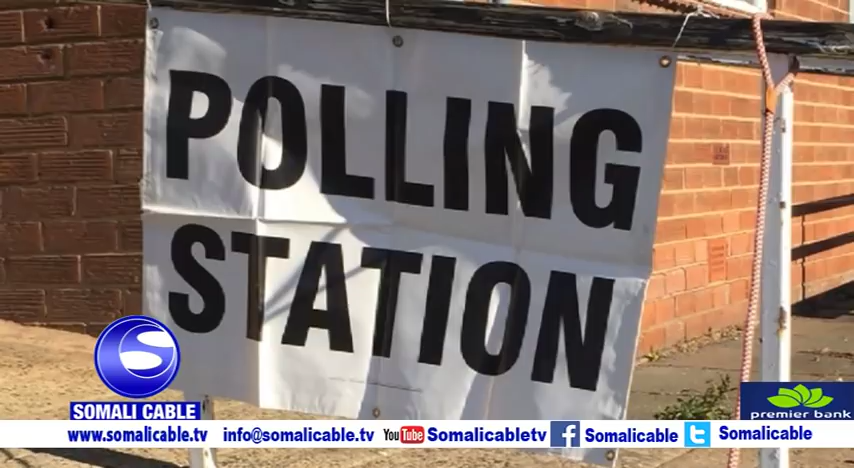 POLLING
STATION
S
SOMALI CABLE
premier bank
www.somalicable.tv info@somalicable.tv YouTube Somalicabletv f Somalicable t Somalicable